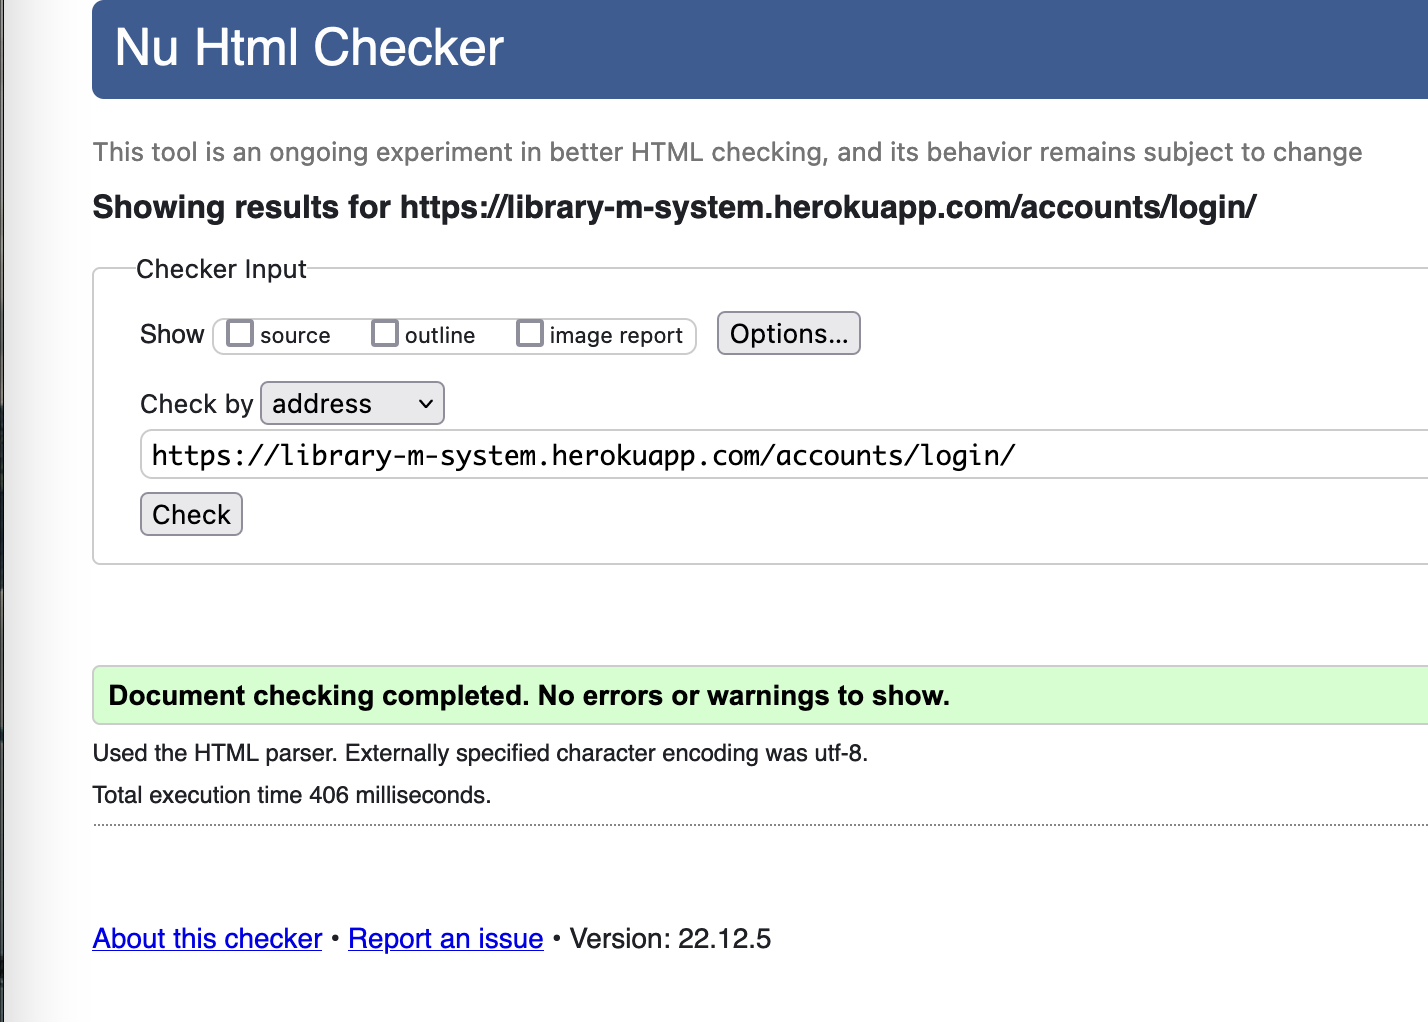 Nu Html Checker
This tool is an ongoing experiment in better HTML checking, and its behavior remains subject to change
Showing results for https://library-m-system.herokuapp.com/accounts/login/
Checker Input
Show source outline image report Options...
Check by address
https://library-m-system.herokuapp.com/accounts/login/
Check
Document checking completed. No errors or warnings to show.
Used the HTML parser. Externally specified character encoding was utf-8.
Total execution time 406 milliseconds.
About this checker • Report an issue • Version: 22.12.5